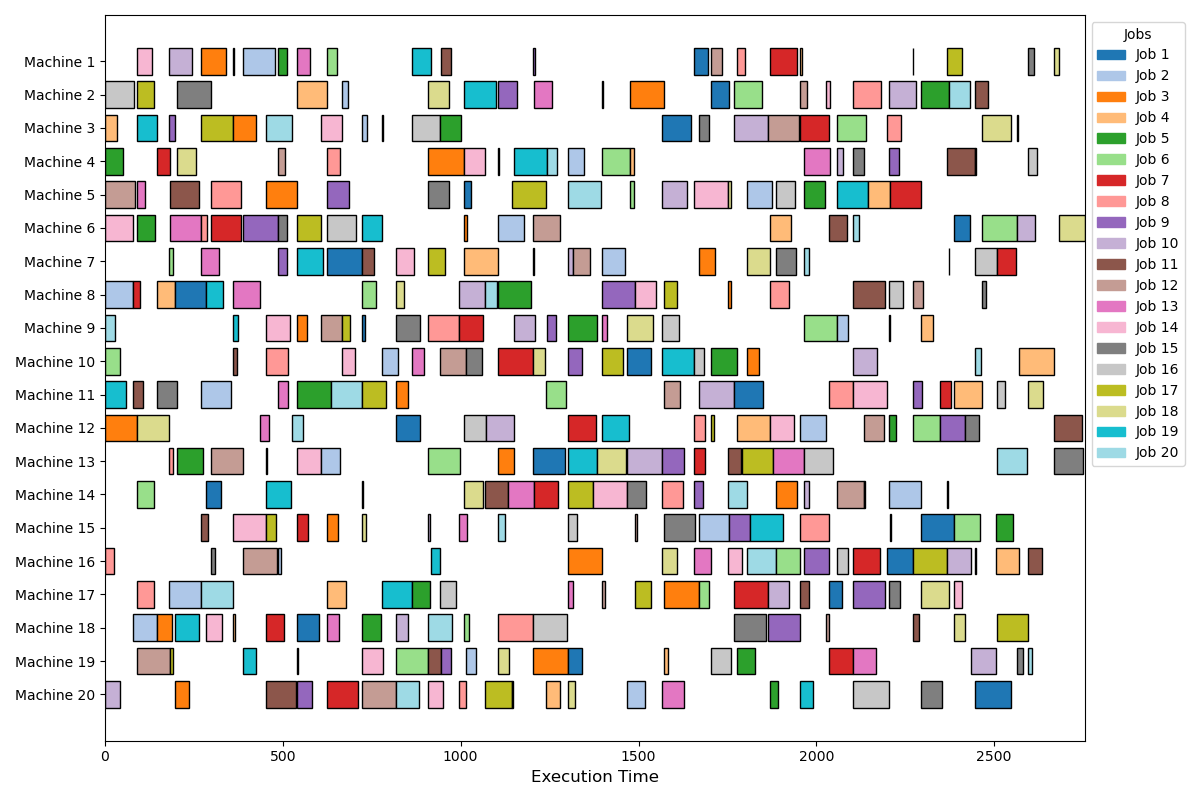 Machine 1
Machine 2
Machine 3
Machine 4
Machine 5
Machine 6
Machine 7
Machine 8
Machine 9
Machine 10
Machine 11
Machine 12
Machine 13
Machine 14
Machine 15
Machine 16
Machine 17
Machine 18
Machine 19
Machine 20
0 500 1000 1500 2000 2500
Execution Time
Jobs
Job 1
Job 2
Job 3
Job 4
Job 5
Job 6
Job 7
Job 8
Job 9
Job 10
Job 11
Job 12
Job 13
Job 14
Job 15
Job 16
Job 17
Job 18
Job 19
Job 20